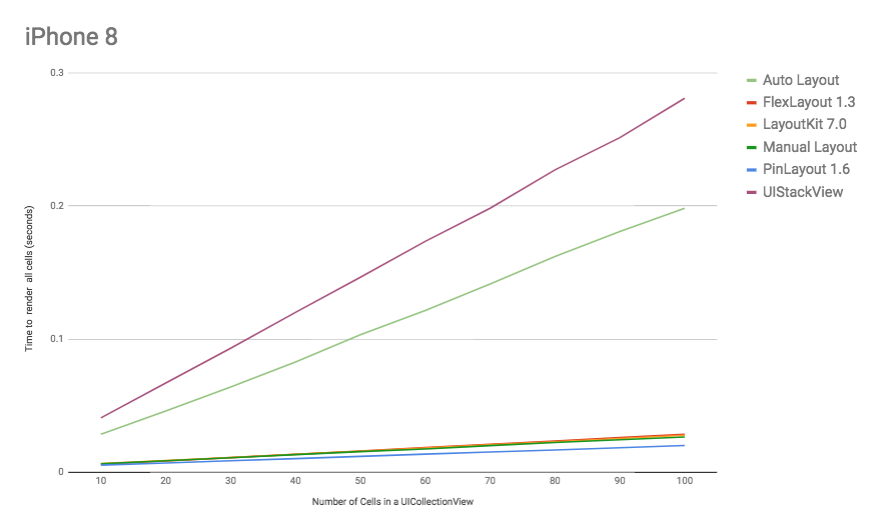 iPhone 8
0.3
0.2
0.1
0
Time to render all cells (seconds)
10 20 30 40 50 60 70 80 90 100
Number of Cells in a UICollectionView
Auto Layout
FlexLayout 1.3
LayoutKit 7.0
Manual Layout
PinLayout 1.6
UIStackView